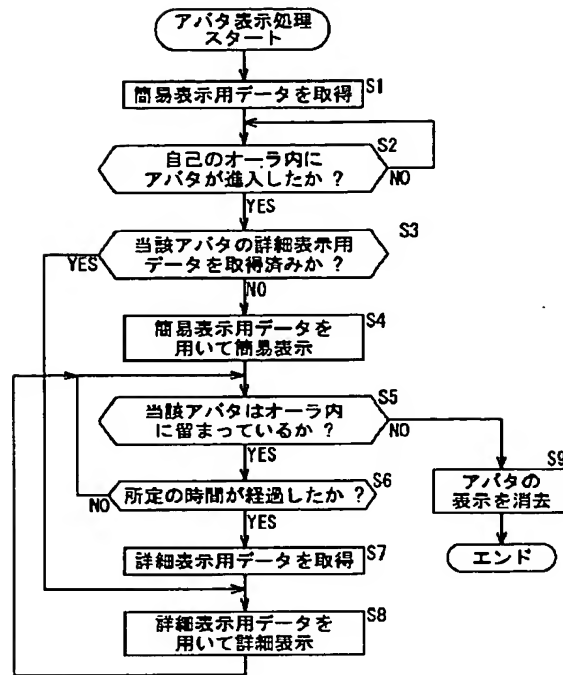 アバタ表示処理
スタート
簡易表示用データを取得
S1
自己のオーラ内に
アバタが進入したか ?
S2
NO
YES
当該アバタの詳細表示用
データを取得済みか ?
S3
YES
NO
簡易表示用データを
用いて簡易表示
S4
当該アバタはオーラ内
に留まっているか ?
S5
NO
YES
所定の時間が経過したか ?
S6
NO
YES
アバタの
表示を消去
S9
エンド
詳細表示用データを取得
S7
詳細表示用データを
用いて詳細表示
S8